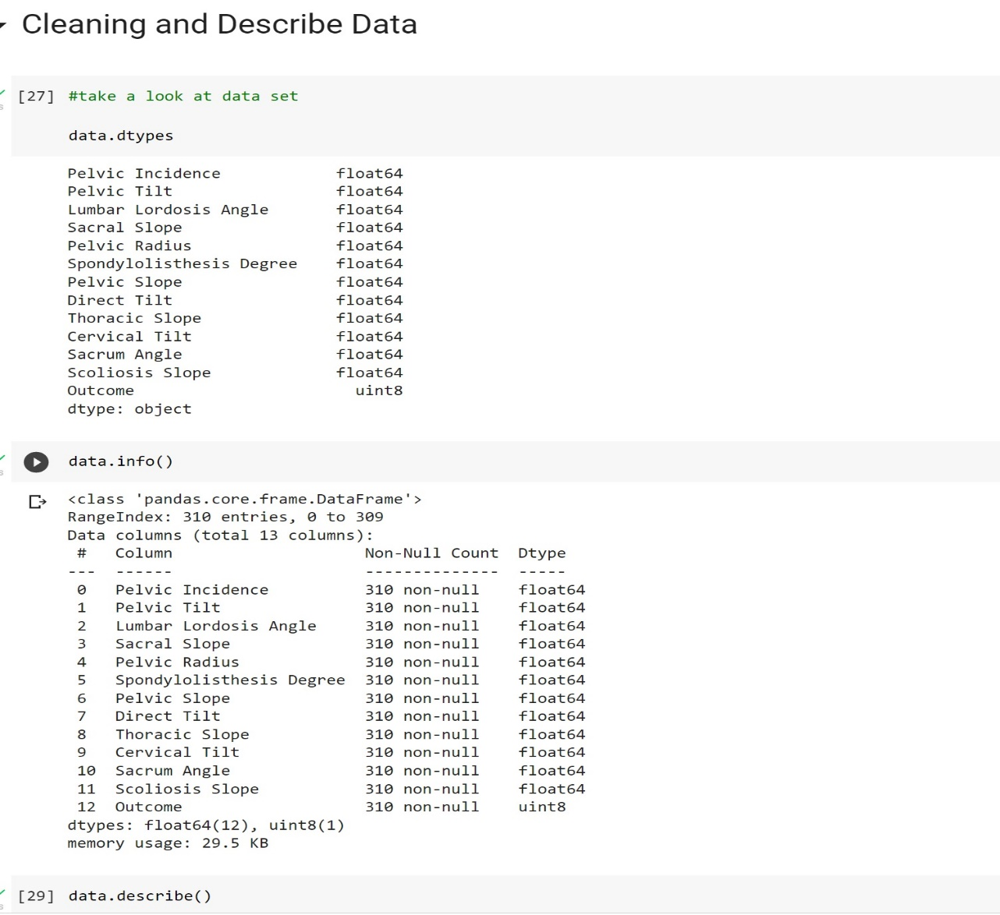 Cleaning and Describe Data
[27] #take a look at data set
data.dtypes
Pelvic Incidence            float64
Pelvic Tilt                 float64
Lumbar Lordosis Angle       float64
Sacral Slope                float64
Pelvic Radius               float64
Spondylolisthesis Degree    float64
Pelvic Slope                float64
Direct Tilt                 float64
Thoracic Slope              float64
Cervical Tilt               float64
Sacrum Angle                float64
Scoliosis Slope             float64
Outcome                       uint8
dtype: object
data.info()
<class 'pandas.core.frame.DataFrame'>
RangeIndex: 310 entries, 0 to 309
Data columns (total 13 columns):
 #   Column                    Non-Null Count  Dtype
---  ------                    --------------  -----
 0   Pelvic Incidence          310 non-null    float64
 1   Pelvic Tilt               310 non-null    float64
 2   Lumbar Lordosis Angle     310 non-null    float64
 3   Sacral Slope              310 non-null    float64
 4   Pelvic Radius             310 non-null    float64
 5   Spondylolisthesis Degree  310 non-null    float64
 6   Pelvic Slope              310 non-null    float64
 7   Direct Tilt               310 non-null    float64
 8   Thoracic Slope            310 non-null    float64
 9   Cervical Tilt             310 non-null    float64
 10  Sacrum Angle              310 non-null    float64
 11  Scoliosis Slope           310 non-null    float64
 12  Outcome                   310 non-null    uint8
dtypes: float64(12), uint8(1)
memory usage: 29.5 KB
[29] data.describe()